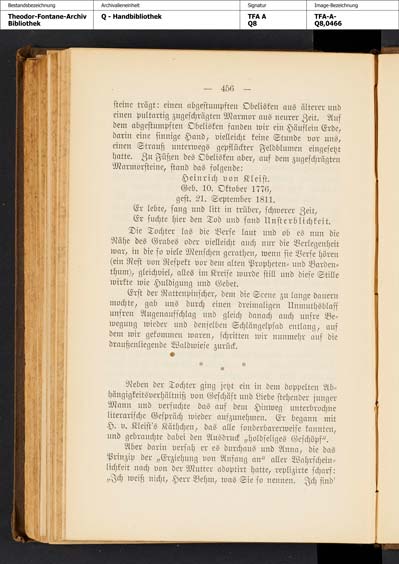 Bestandsbezeichnung
Archivalieneinheit
Signatur
Image-Bezeichnung
Theodor-Fontane-Archiv
Bibliothek
Q - Handbibliothek
TFA A
Q8
TFA-A-
Q8,0466
— 456 —
steine trägt: einen abgestumpften Obelisken aus älterer und
einen pultartig zugeschrägten Marmor aus neurer Zeit. Auf
dem abgestumpften Obelisken fanden wir ein Häuflein Erde,
darin eine sinnige Hand, vielleicht keine Stunde vor uns,
einen Strauß unterwegs gepflückter Feldblumen eingesetzt
hatte. Zu Füßen des Obelisken aber, auf dem zugeschrägten
Marmorsteine, stand das folgende:
Heinrich von Kleist.
Geb. 10. Oktober 1776,
gest. 21. September 1811.
Er lebte, sang und litt in trüber, schwerer Zeit,
Er suchte hier den Tod und fand Unsterblichkeit.
Die Tochter las die Verse laut und ob es nun die
Nähe des Grabes oder vielleicht auch nur die Verlegenheit
war, in die so viele Menschen gerathen, wenn sie Verse hören
(ein Rest von Respekt vor dem alten Propheten- und Barden-
thum), gleichviel, alles im Kreise wurde still und diese Stille
wirkte wie Huldigung und Gebet.
Erst der Rattenpinscher, dem die Scene zu lange dauern
mochte, gab uns durch einen dreimaligen Unmuthsblaff
unsren Augenaufschlag und gleich danach auch unsre Be-
wegung wieder und denselben Schlängelpfad entlang, auf
dem wir gekommen waren, schritten wir nunmehr auf die
draußenliegende Waldwiese zurück.
* * *
Neben der Tochter ging jetzt ein in dem doppelten Ab-
hängigkeitsverhältniß von Geschäft und Liebe stehender junger
Mann und versuchte das auf dem Hinweg unterbrochne
literarische Gespräch wieder aufzunehmen. Er begann mit
H. v. Kleist's Käthchen, das alle sonderbarerweise kannten,
und gebrauchte dabei den Ausdruck „holdseliges Geschöpf“.
Aber darin versah er es durchaus und Anna, die das
Prinzip der „Erziehung von Anfang an“ aller Wahrschein-
lichkeit nach von der Mutter adoptirt hatte, replizirte scharf:
„Ich weiß nicht, Herr Behm, was Sie so nennen. Ich find'